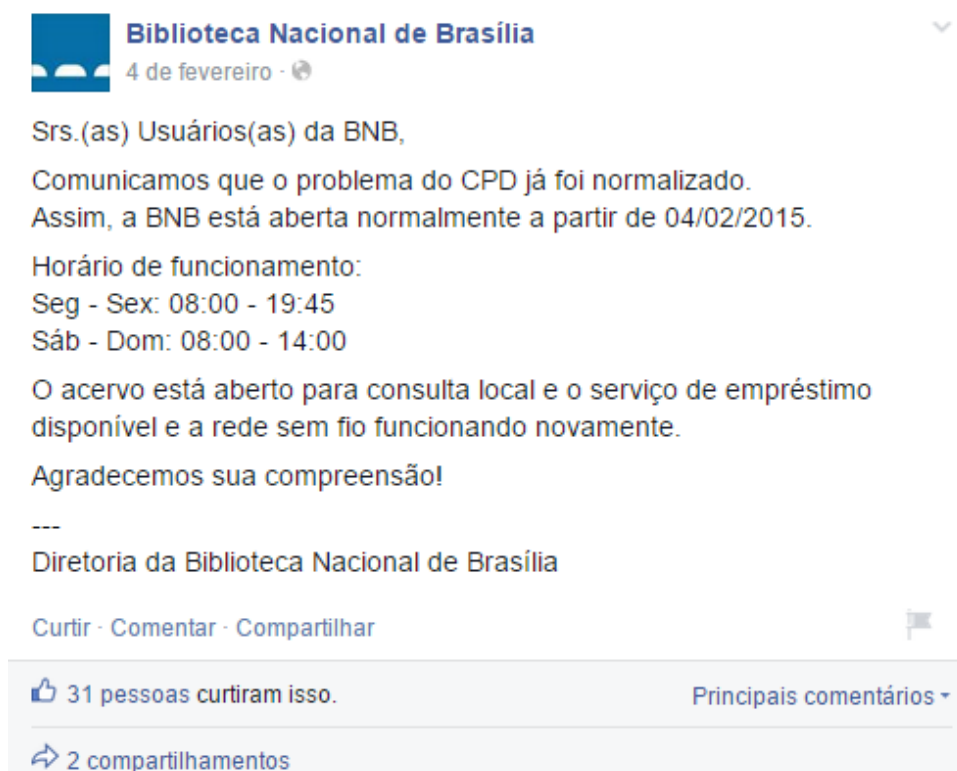 Biblioteca Nacional de Brasília
4 de fevereiro ·
Srs.(as) Usuários(as) da BNB,
Comunicamos que o problema do CPD já foi normalizado.
Assim, a BNB está aberta normalmente a partir de 04/02/2015.
Horário de funcionamento:
Seg - Sex: 08:00 - 19:45
Sáb - Dom: 08:00 - 14:00
O acervo está aberto para consulta local e o serviço de empréstimo
disponível e a rede sem fio funcionando novamente.
Agradecemos sua compreensão!
---
Diretoria da Biblioteca Nacional de Brasília
Curtir · Comentar · Compartilhar
31 pessoas curtiram isso. Principais comentários
2 compartilhamentos